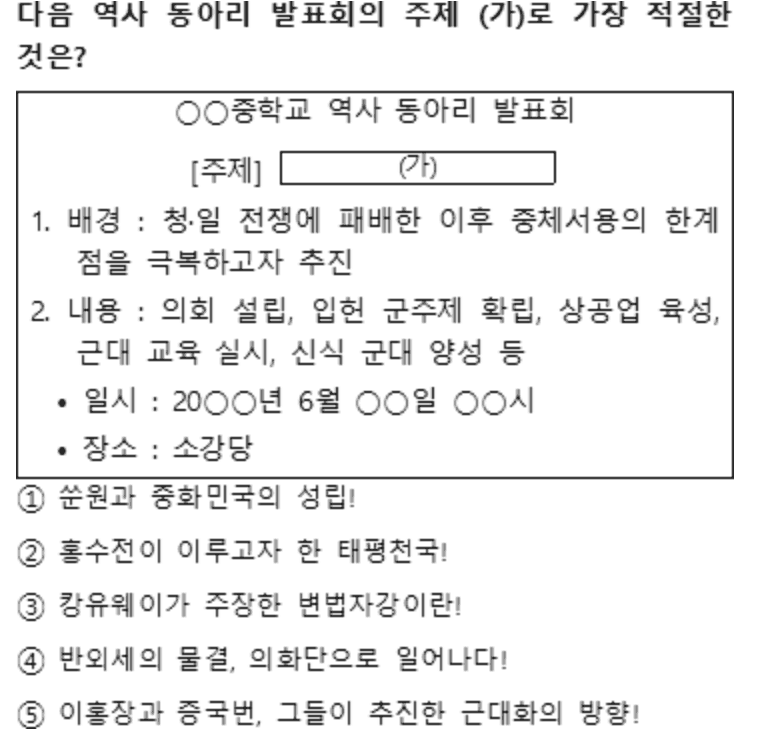 다음 역사 동아리 발표회의 주제 (가)로 가장 적절한
것은?
○○중학교 역사 동아리 발표회
[주제] (가)
1. 배경 : 청·일 전쟁에 패배한 이후 중체서용의 한계
점을 극복하고자 추진
2. 내용 : 의회 설립, 입헌 군주제 확립, 상공업 육성,
근대 교육 실시, 신식 군대 양성 등
• 일시 : 20○○년 6월 ○○일 ○○시
• 장소 : 소강당
① 쑨원과 중화민국의 성립!
② 홍수전이 이루고자 한 태평천국!
③ 캉유웨이가 주장한 변법자강이란!
④ 반외세의 물결, 의화단으로 일어나다!
⑤ 이홍장과 증국번, 그들이 추진한 근대화의 방향!